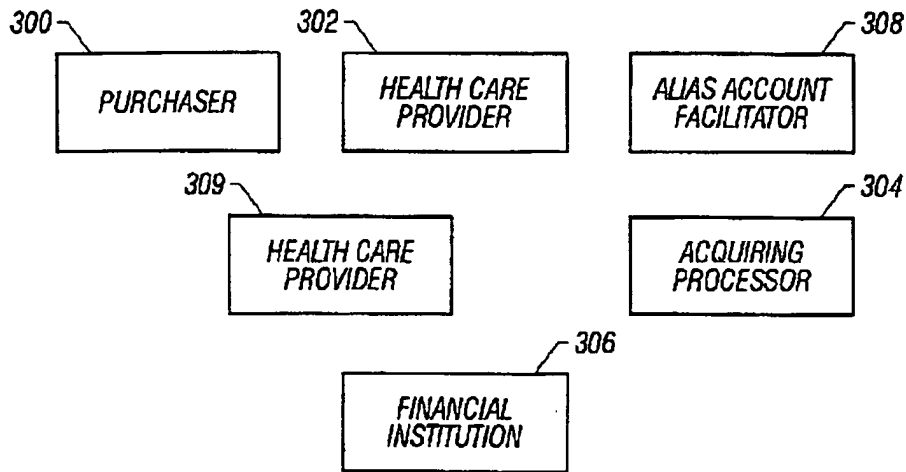 300
302
308
PURCHASER
HEALTH CARE
PROVIDER
ALIAS ACCOUNT
FACILITATOR
309
304
HEALTH CARE
PROVIDER
ACQUIRING
PROCESSOR
306
FINANCIAL
INSTITUTION